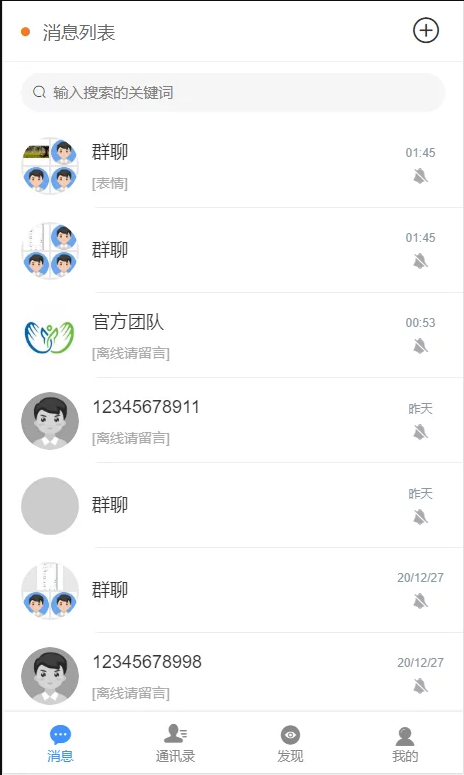 消息列表
输入搜索的关键词
群聊
01:45
[表情]
群聊
01:45
官方团队
00:53
[离线请留言]
12345678911
昨天
[离线请留言]
群聊
昨天
群聊
20/12/27
12345678998
20/12/27
[离线请留言]
消息
通讯录
发现
我的